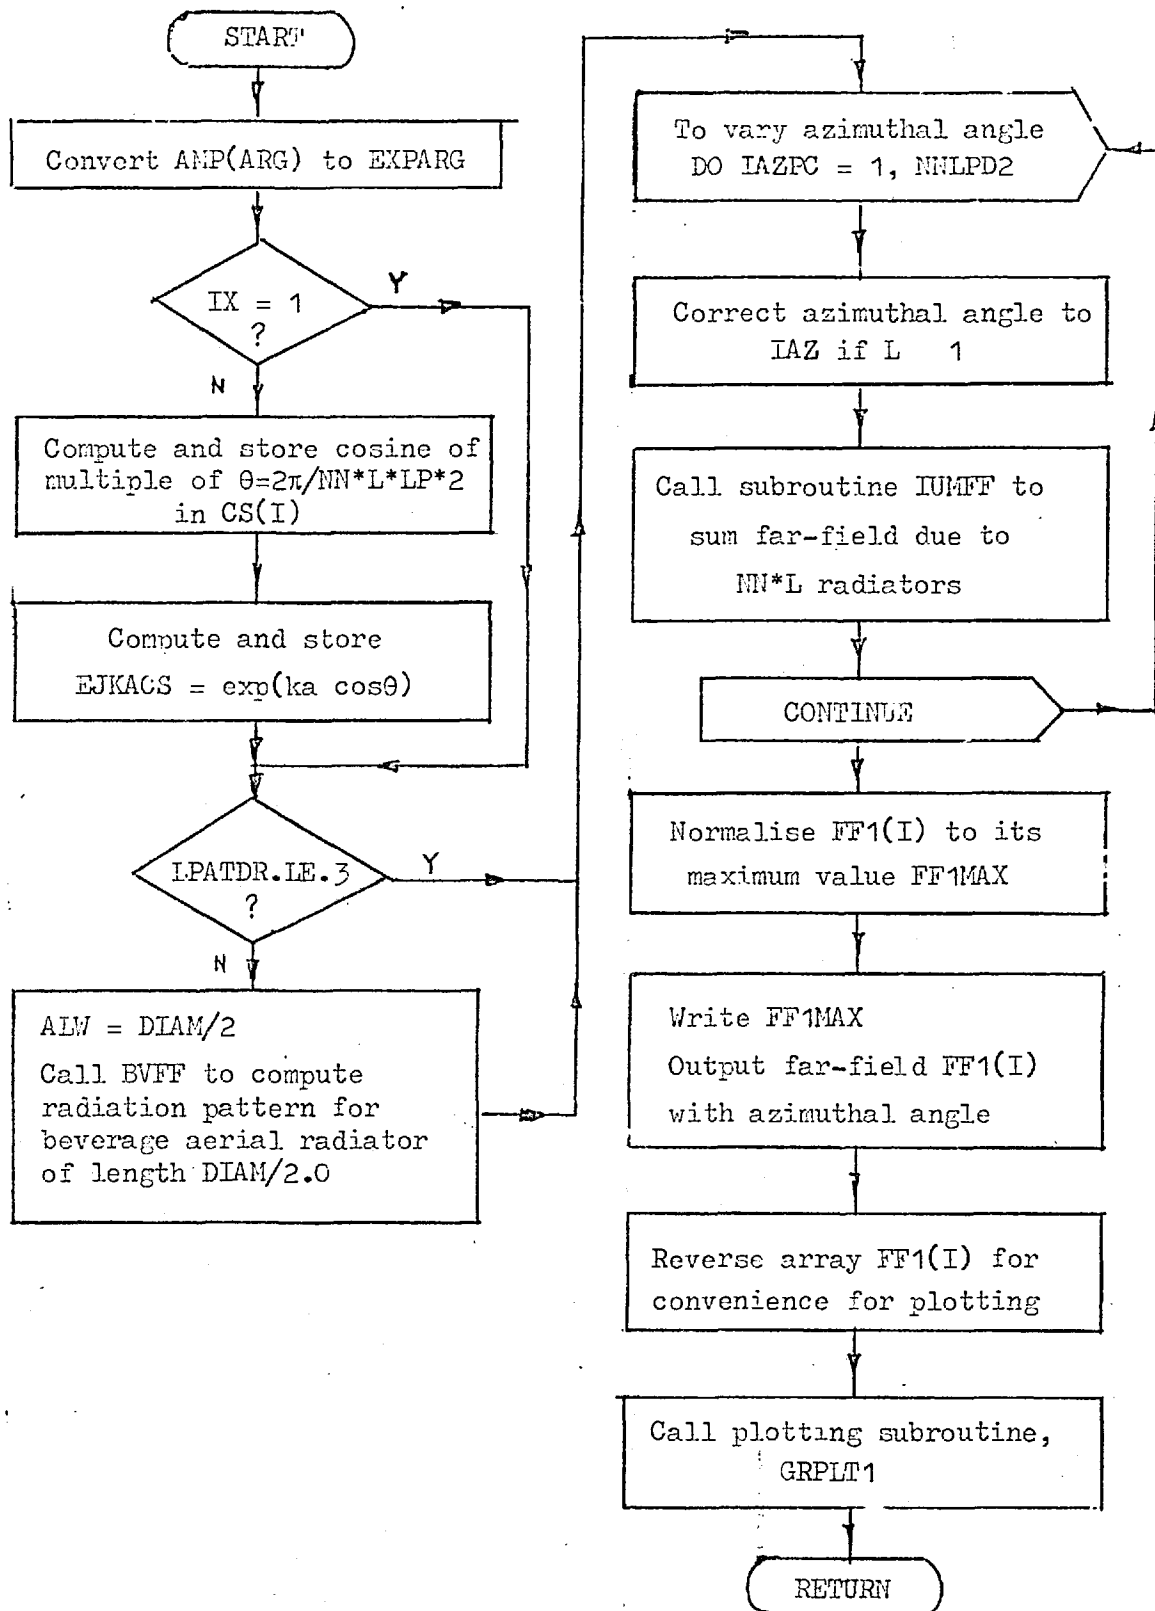 START
Convert AMP(ARG) to EXPARG
IX = 1
?
Y
N
Compute and store cosine of
multiple of θ=2π/NN*L*LP*2
in CS(I)
Compute and store
EJKACS = exp(ka cosθ)
IPATDR.LE.3
?
Y
N
ALW = DIAM/2
Call BVFF to compute
radiation pattern for
beverage aerial radiator
of length DIAM/2.0
To vary azimuthal angle
DO IAZPC = 1, NNLPD2
Correct azimuthal angle to
IAZ if L 1
Call subroutine IUMFF to
sum far-field due to
NN*L radiators
CONTINUE
Normalise FF1(I) to its
maximum value FF1MAX
Write FF1MAX
Output far-field FF1(I)
with azimuthal angle
Reverse array FF1(I) for
convenience for plotting
Call plotting subroutine,
GRPLT1
RETURN